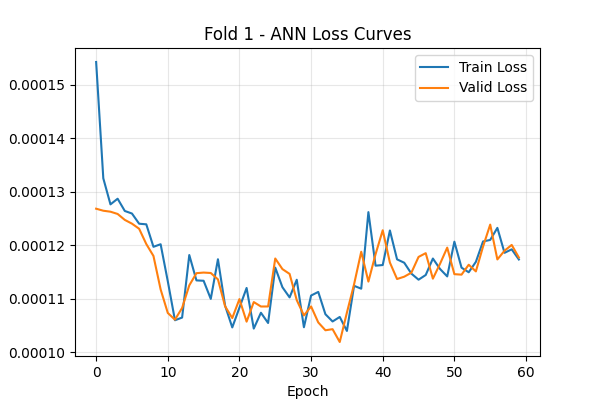 Fold 1 - ANN Loss Curves
Train Loss
Valid Loss
0.00015
0.00014
0.00013
0.00012
0.00011
0.00010
0 10 20 30 40 50 60
Epoch